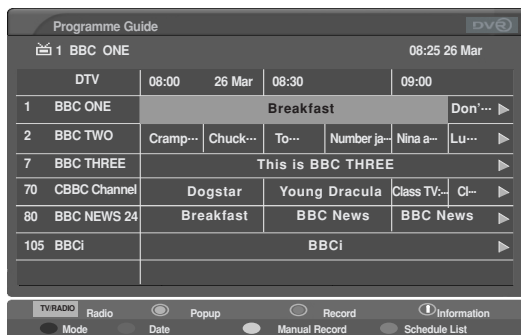 Programme Guide DVR
1 BBC ONE 08:25 26 Mar
DTV 08:00 26 Mar 08:30 09:00
1 BBC ONE Breakfast Don'···
2 BBC TWO Cramp··· Chuck··· To··· Number ja··· Nina a··· Lu···
7 BBC THREE This is BBC THREE
70 CBBC Channel Dogstar Young Dracula Class TV:··· Cl···
80 BBC NEWS 24 Breakfast BBC News BBC News
105 BBCi BBCi
TV/RADIO Radio Popup Record Information
Mode Date Manual Record Schedule List